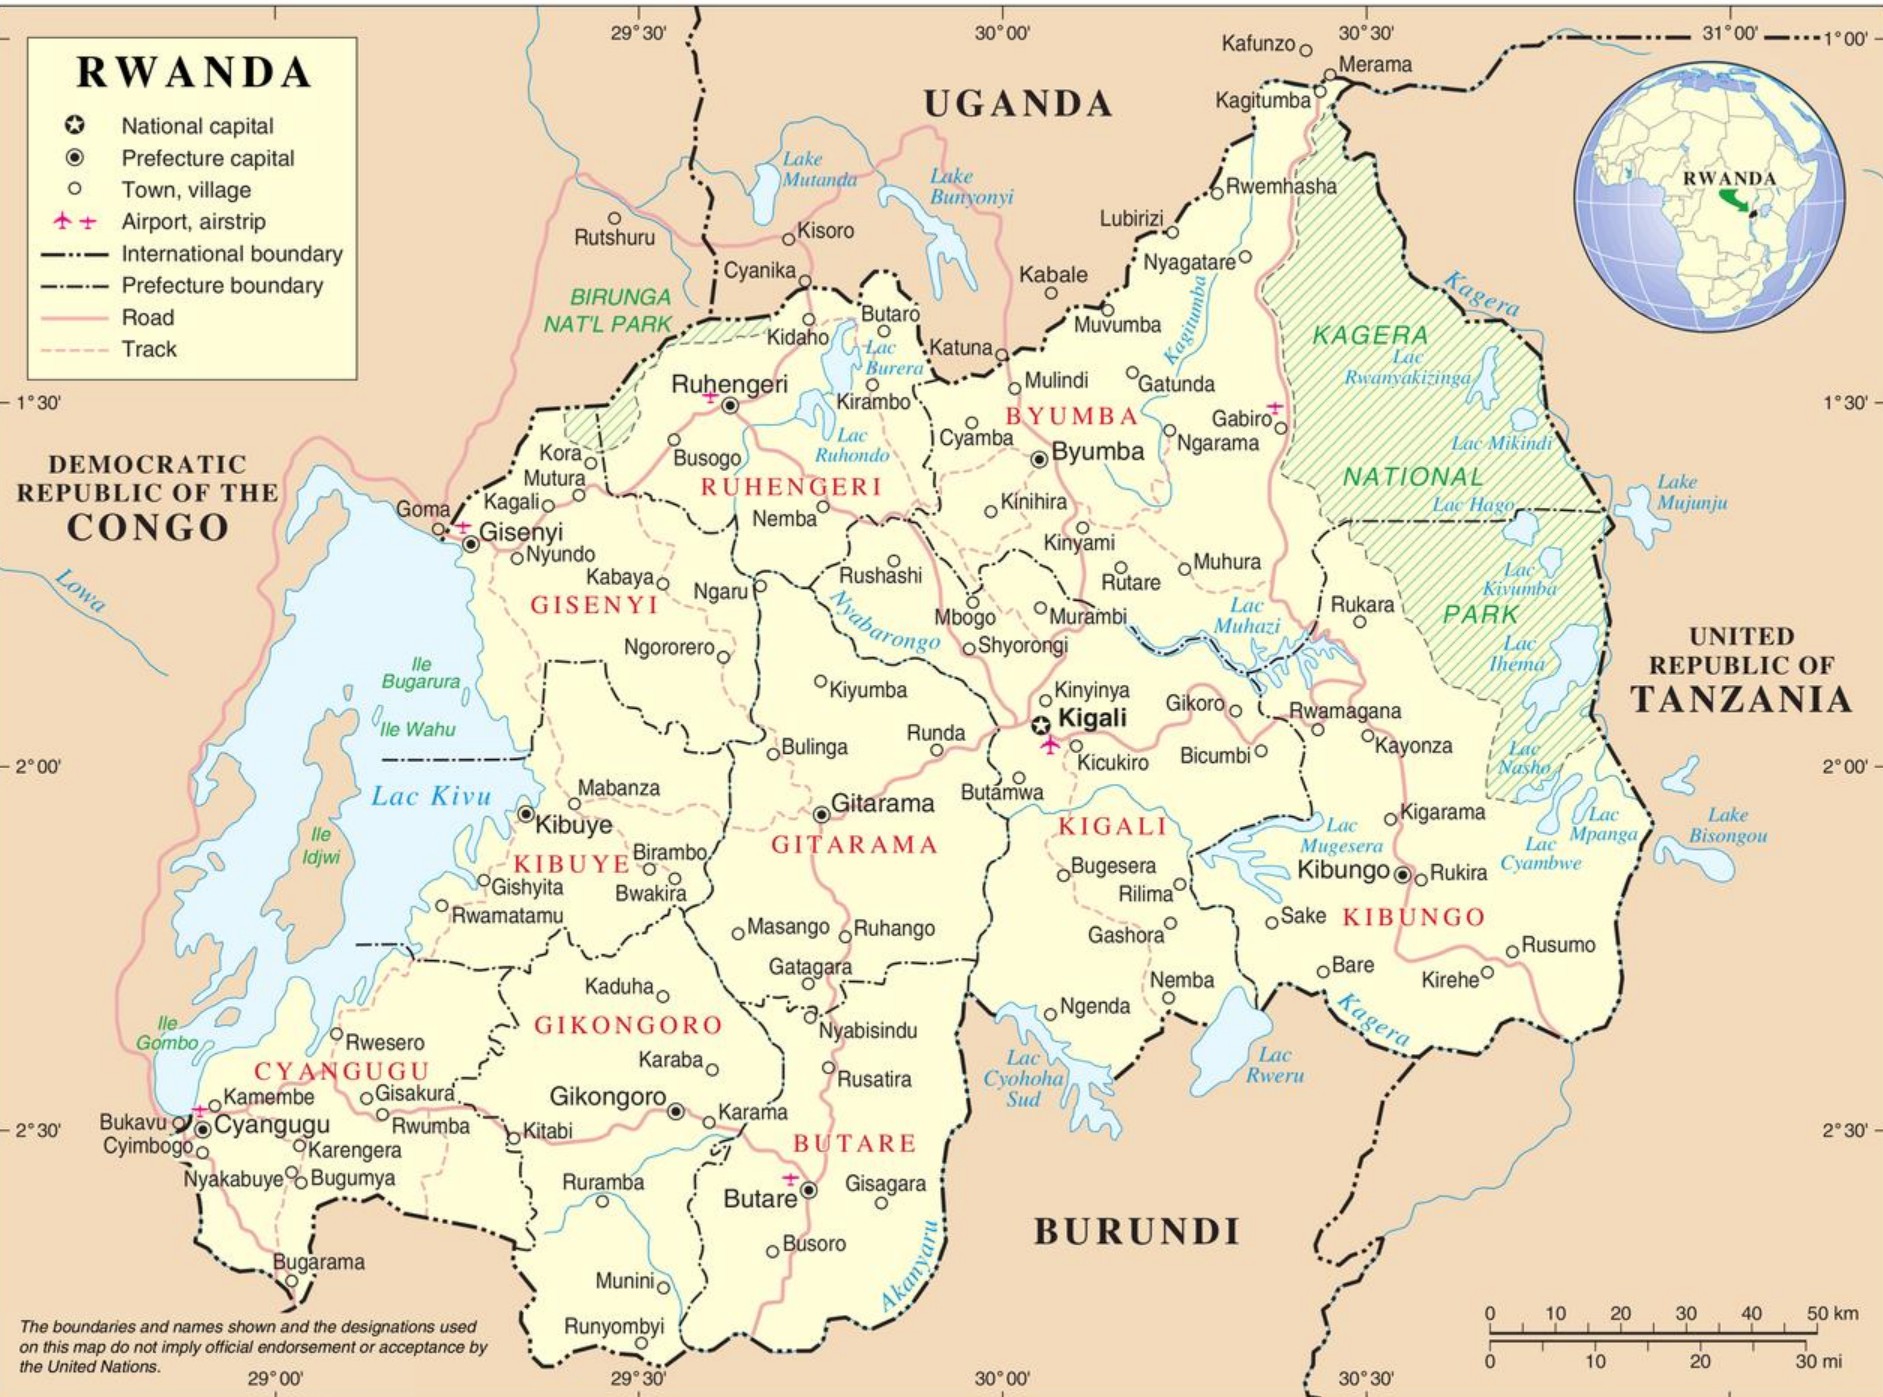 29°30'
30°00'
30°30'
31°00'
1°00'
RWANDA
National capital
Prefecture capital
Town, village
Airport, airstrip
International boundary
Prefecture boundary
Road
Track
UGANDA
Kafunzo
Merama
Kagitumba
RWANDA
Lake
Mutanda
Lake
Bunyonyi
Rwemhasha
Rutshuru
Kisoro
Lubirizi
Cyanika
Kabale
Nyagatare
BIRUNGA
NAT'L PARK
Kidaho
Butaro
Muvumba
Kagitumba
Kagera
KAGERA
Lac
Rwanyakizinga
Lac
Burera
Katuna
Ruhengeri
Kirambo
Mulindi
Gatunda
BYUMBA
1°30'
1°30'
Gabiro
Cyamba
Byumba
Ngarama
Lac Mikindi
Lac
Ruhondo
Busogo
Kora
Mutura
Kagali
RUHENGERI
NATIONAL
Lac Hago
Lake
Mujunju
DEMOCRATIC
REPUBLIC OF THE
CONGO
Goma
Gisenyi
Nemba
Kinihira
Kinyami
Nyundo
Kabaya
Ngaru
Rushashi
Rutare
Muhura
Lac
Kivumba
Lowa
GISENYI
Nyabarongo
Mbogo
Murambi
Lac
Muhazi
Rukara
PARK
Ngororero
Shyorongi
Lac
Ihema
UNITED
REPUBLIC OF
TANZANIA
Ile
Bugarura
Ile Wahu
Kiyumba
Kinyinya
Kigali
Gikoro
Rwamagana
Runda
Bulinga
Kicukiro
Bicumbi
Kayonza
Lac
Nasho
2°00'
2°00'
Lac Kivu
Mabanza
Butamwa
Kibuye
Gitarama
GITARAMA
KIGALI
Kigarama
Lac
Mugesera
Lac
Mpanga
Lake
Bisongou
Lac
Cyambwe
Ile
Idjwi
KIBUYE
Birambo
Bwakira
Gishyita
Rwamatamu
Bugesera
Rilima
Kibungo
Rukira
Sake
KIBUNGO
Masango
Ruhango
Gashora
Rusumo
Gatagara
Bare
Kirehe
Kaduha
Nemba
Ngenda
Kagera
Ile
Gombo
Rwesero
GIKONGORO
Nyabisindu
Karaba
Rusatira
Lac
Cyohoha
Sud
Lac
Rweru
CYANGUGU
Kamembe
Gisakura
Gikongoro
Karama
Bukavu
Cyangugu
Rwumba
Kitabi
2°30'
2°30'
Cyimbogo
Karengera
BUTARE
Nyakabuye
Bugumya
Ruramba
Butare
Gisagara
BURUNDI
Busoro
Akanyaru
Bugarama
Munini
Runyombyi
The boundaries and names shown and the designations used
on this map do not imply official endorsement or acceptance by
the United Nations.
0 10 20 30 40 50 km
0 10 20 30 mi
29°00'
29°30'
30°00'
30°30'